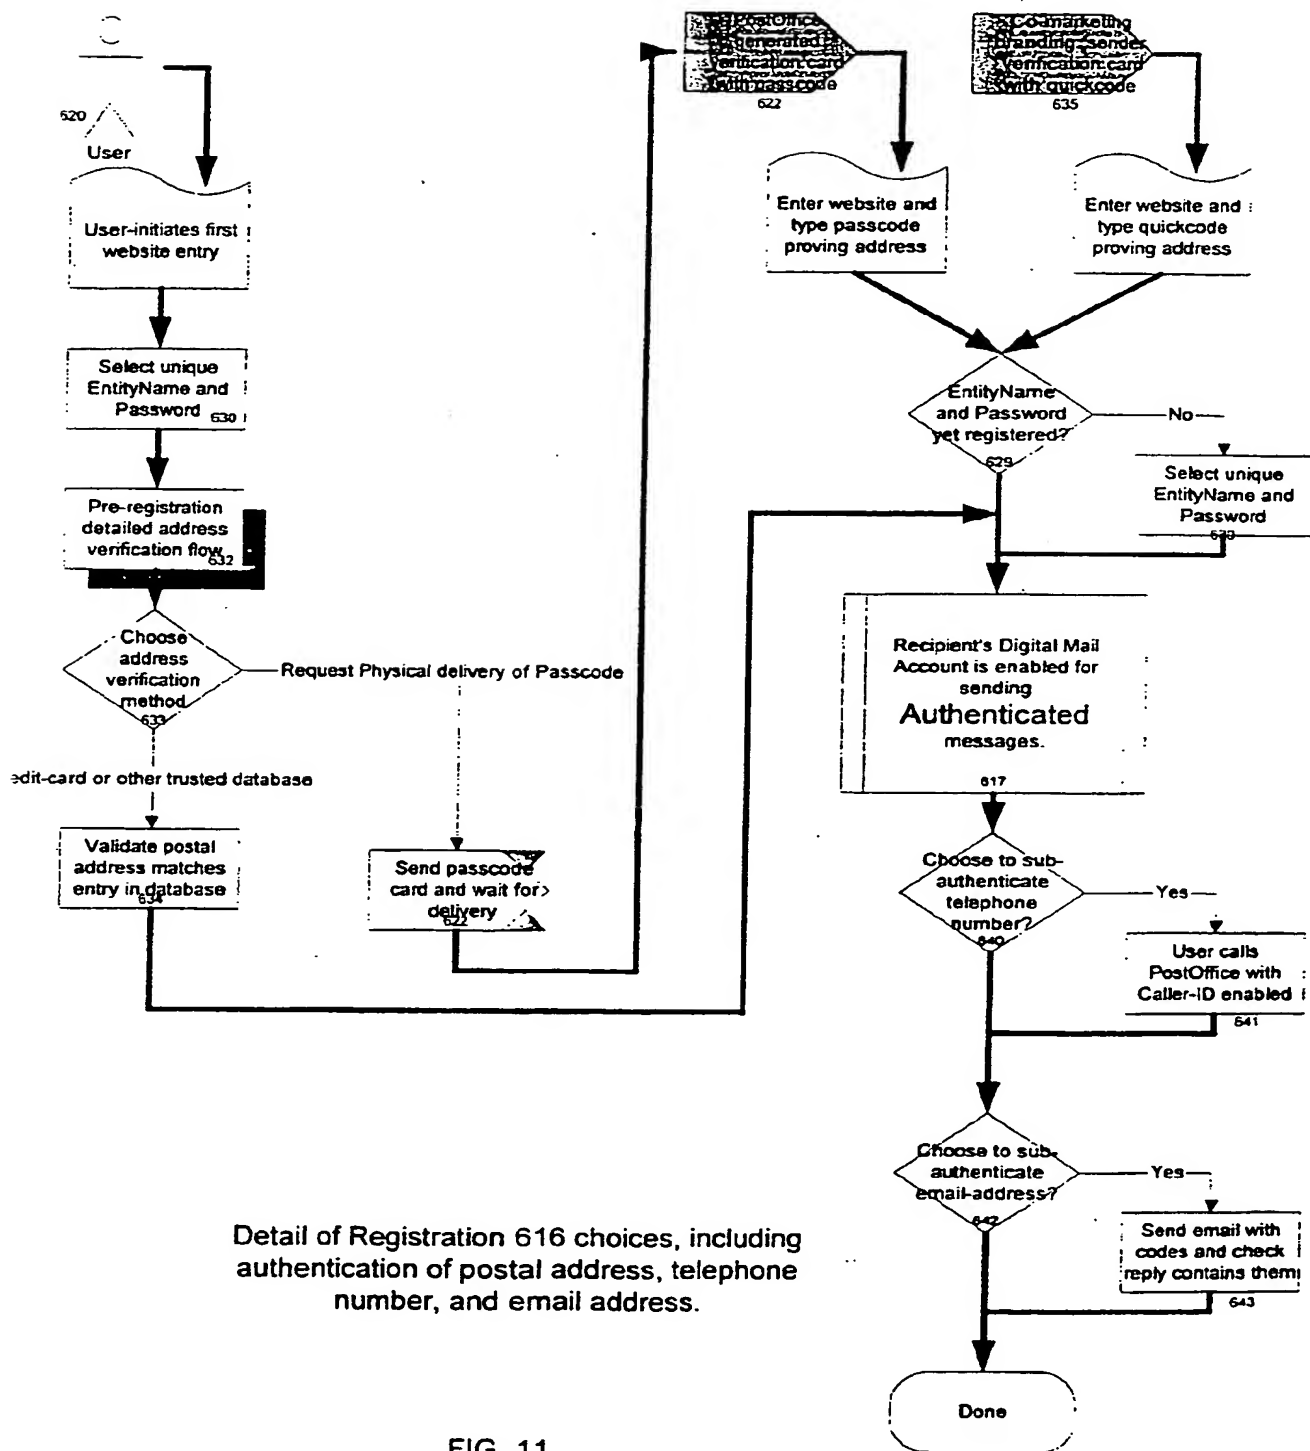 620
User
User-initiates first
website entry
Select unique
EntityName and
Password
630
Pre-registration
detailed address
verification flow
632
Choose
address
verification
method
633
Request Physical delivery of Passcode
edit-card or other trusted database
Validate postal
address matches
entry in database
634
Send passcode
card and wait for
delivery
622
PostOffice
generated
verification card
with passcode
622
Co-marketing
branding sender
verification card
with quickcode
635
Enter website and
type passcode
proving address
Enter website and
type quickcode
proving address
EntityName
and Password
yet registered?
629
No
Select unique
EntityName and
Password
Recipient's Digital Mail
Account is enabled for
sending
Authenticated
messages.
617
Choose to sub-
authenticate
telephone
number?
640
Yes
User calls
PostOffice with
Caller-ID enabled
641
Choose to sub-
authenticate
email-address?
642
Yes
Send email with
codes and check
reply contains them
643
Done
Detail of Registration 616 choices, including
authentication of postal address, telephone
number, and email address.
FIG. 11